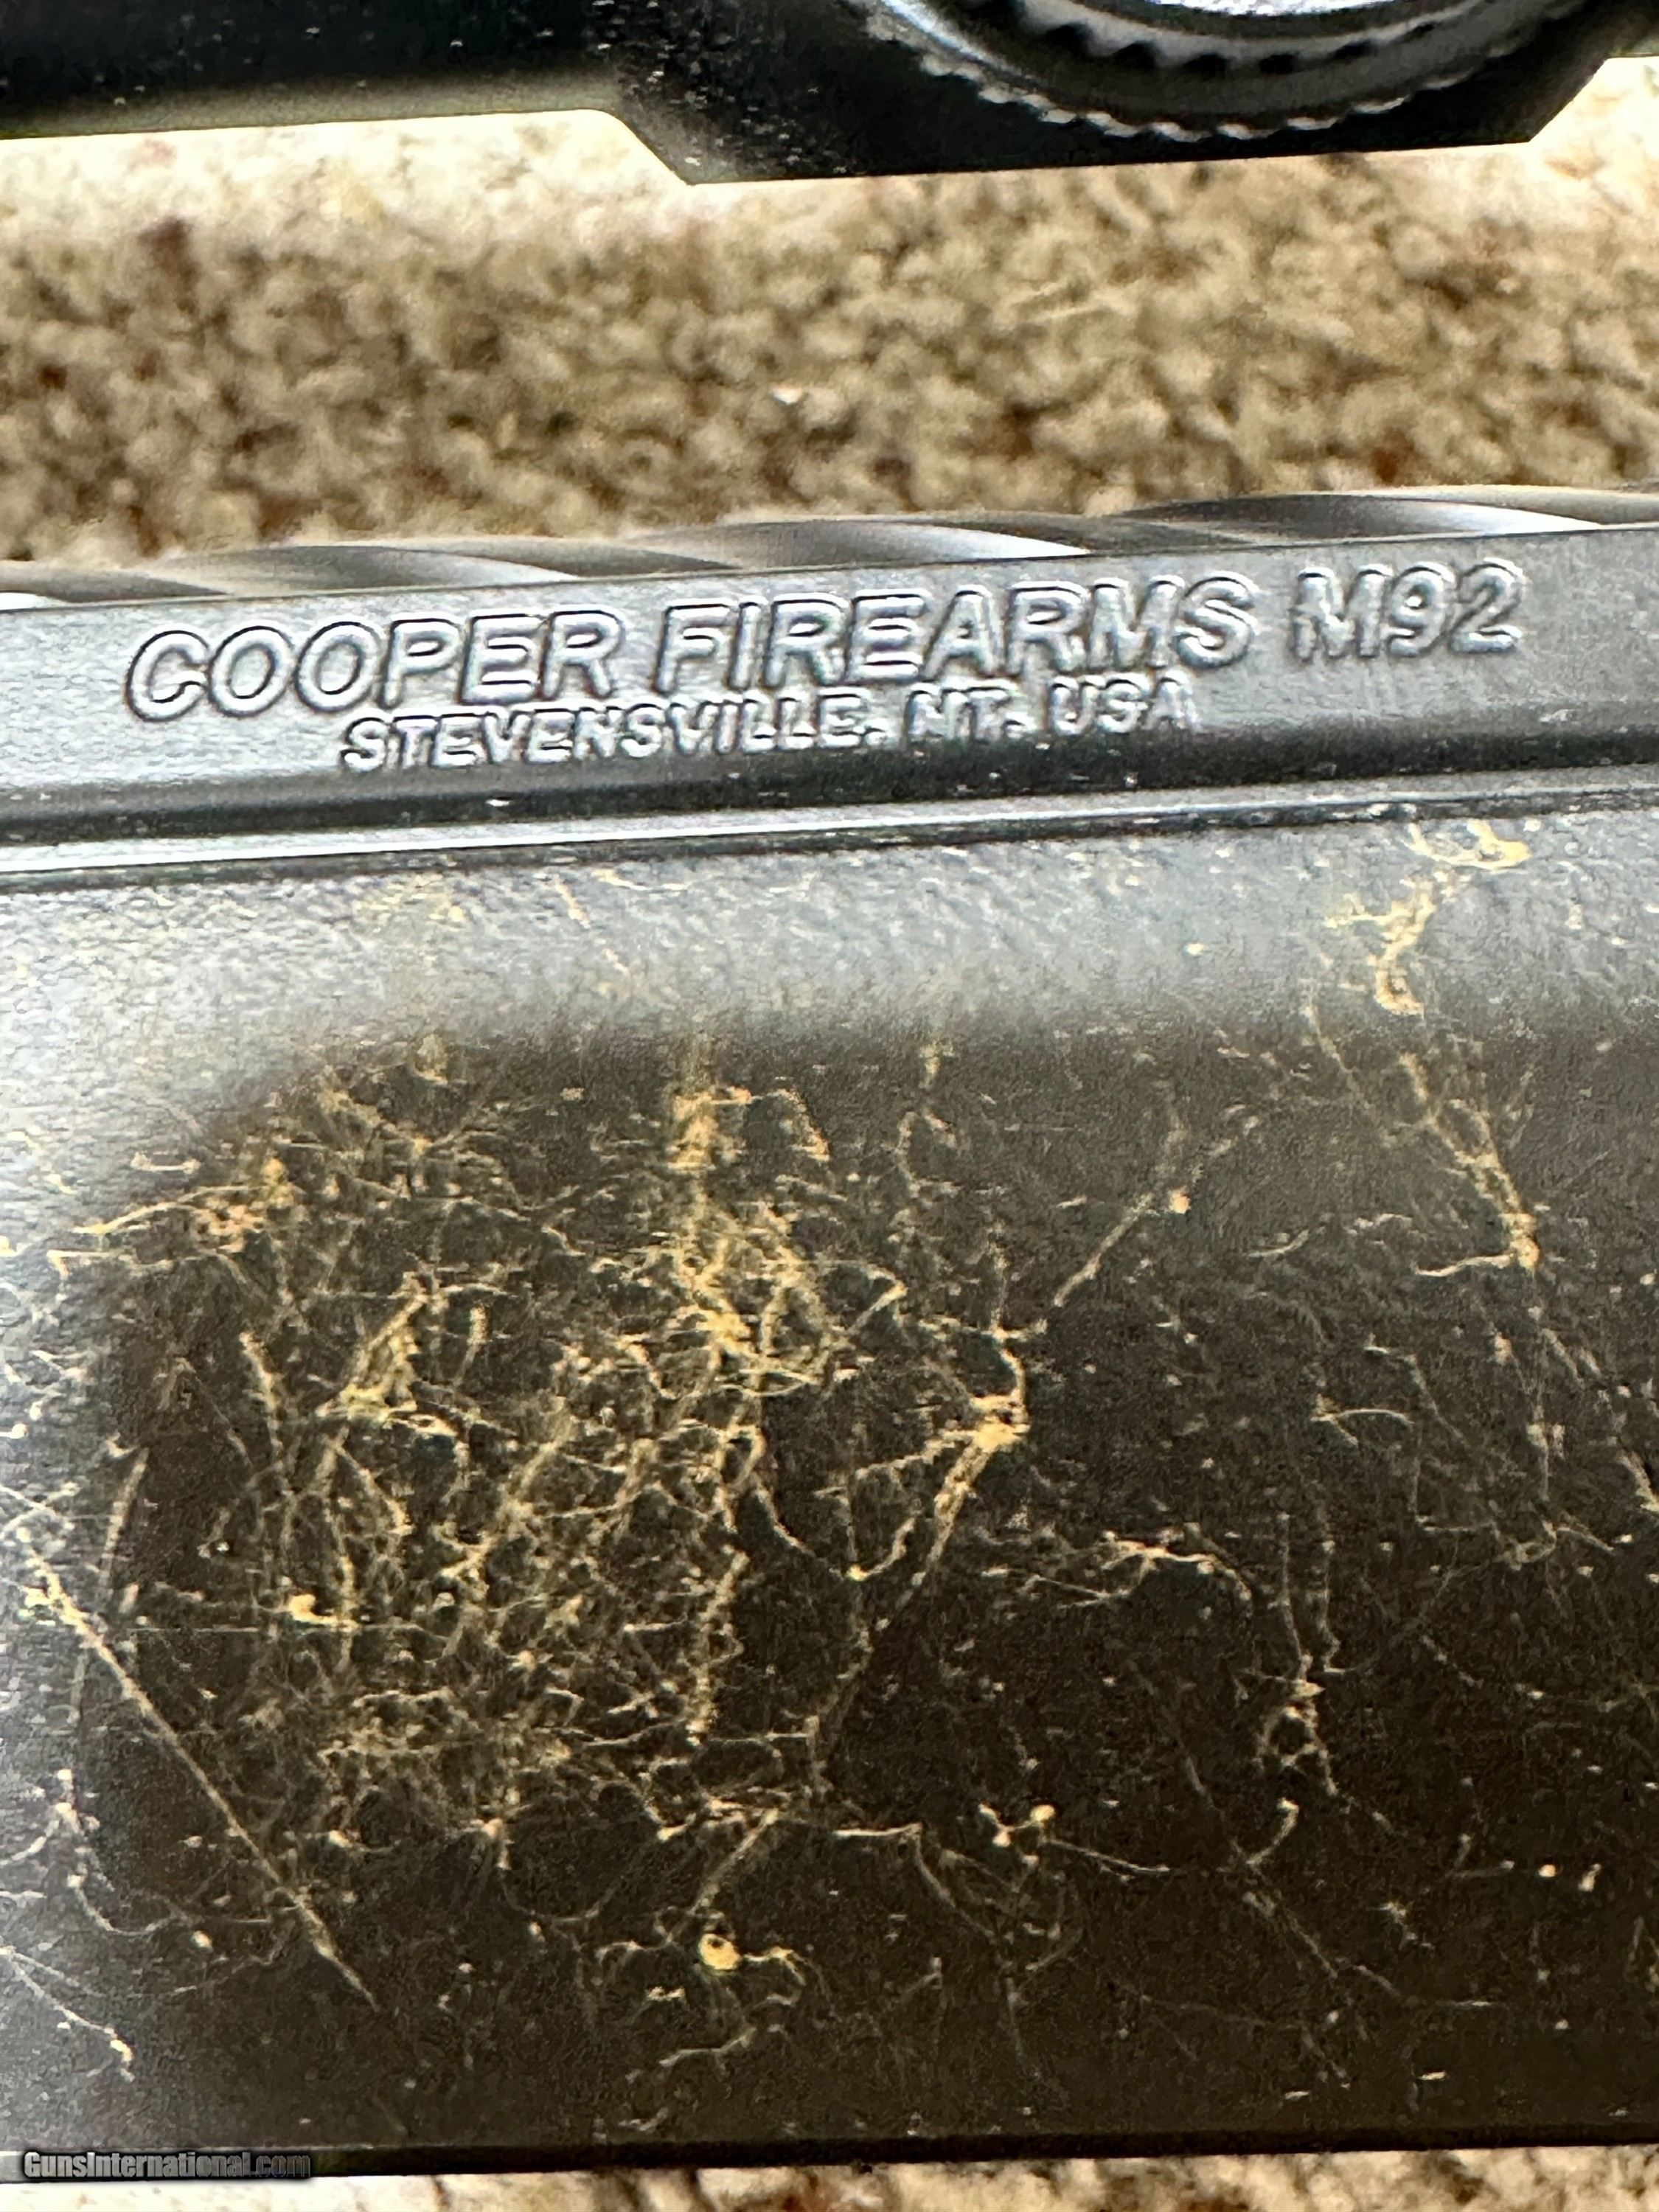 COOPER FIREARMS M92
STEVENSVILLE, MT. USA
GunsInternational.com